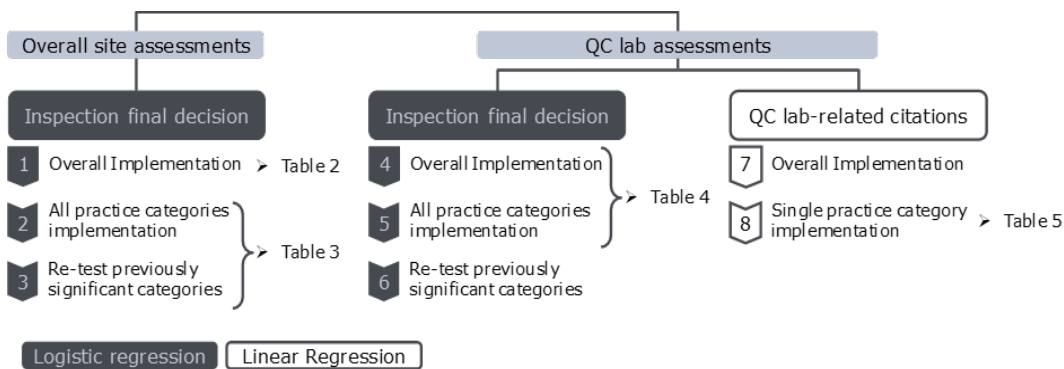 Overall site assessments
QC lab assessments
Inspection final decision
1 Overall Implementation ➢ Table 2
2 All practice categories
implementation
3 Re-test previously
significant categories
➢ Table 3
Inspection final decision
4 Overall Implementation
5 All practice categories
implementation
➢ Table 4
6 Re-test previously
significant categories
QC lab-related citations
7 Overall Implementation
8 Single practice category
implementation ➢ Table 5
Logistic regression
Linear Regression